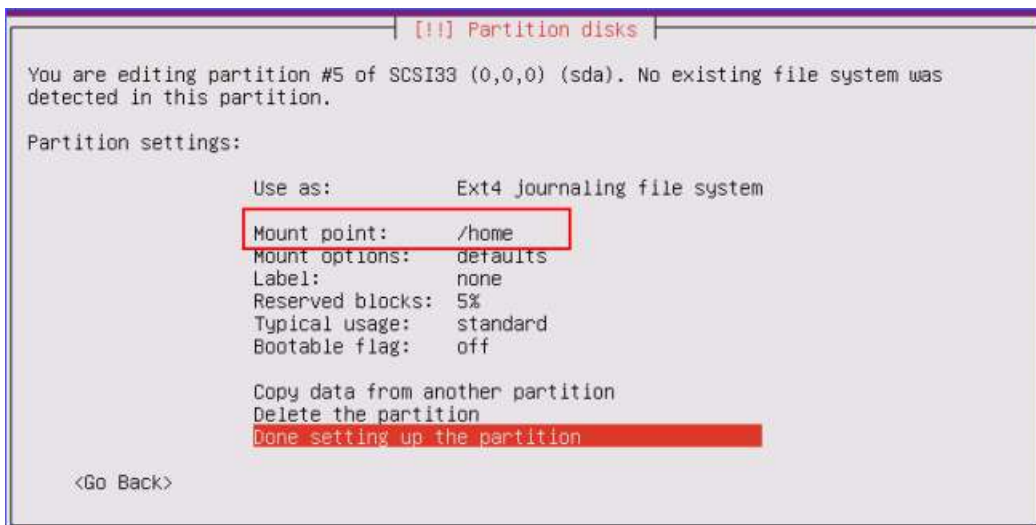 [!!] Partition disks
You are editing partition #5 of SCSI33 (0,0,0) (sda). No existing file system was
detected in this partition.
Partition settings:
Use as: Ext4 journaling file system
Mount point: /home
Mount options: defaults
Label: none
Reserved blocks: 5%
Typical usage: standard
Bootable flag: off
Copy data from another partition
Delete the partition
Done setting up the partition
<Go Back>